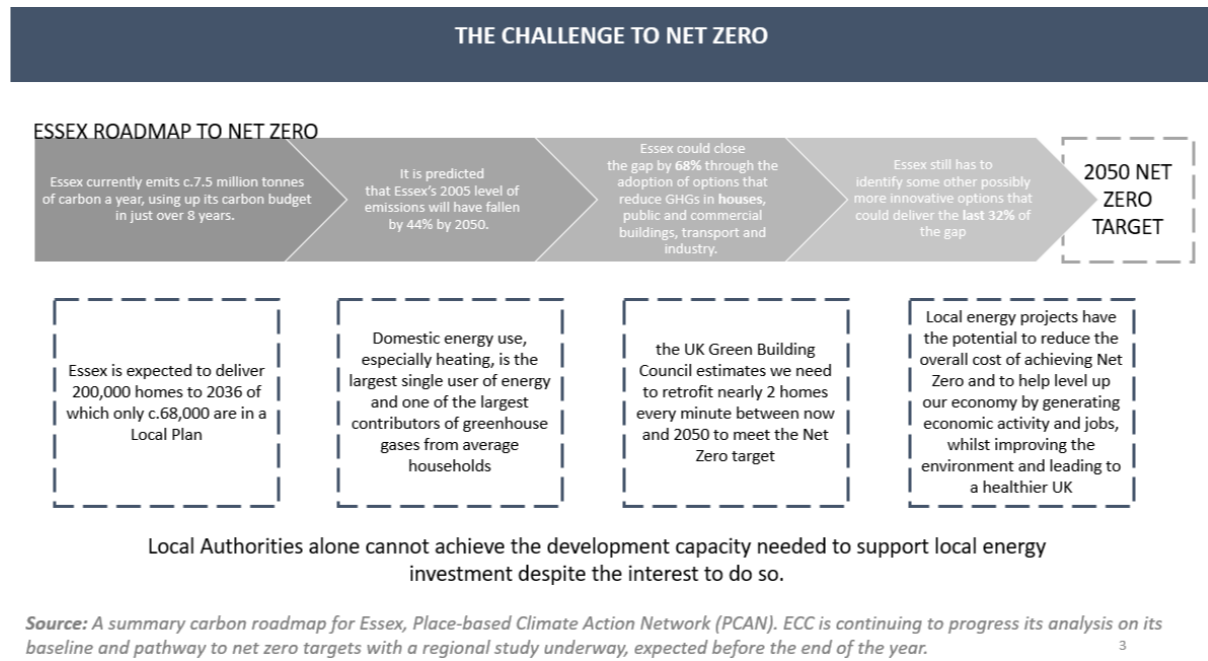 THE CHALLENGE TO NET ZERO
ESSEX ROADMAP TO NET ZERO
Essex currently emits c.7.5 million tonnes
of carbon a year, using up its carbon budget
in just over 8 years.
It is predicted
that Essex's 2005 level of
emissions will have fallen
by 44% by 2050.
Essex could close
the gap by 68% through the
adoption of options that
reduce GHGs in houses,
public and commercial
buildings, transport and
industry.
Essex still has to
identify some other possibly
more innovative options that
could deliver the last 32% of
the gap
2050 NET
ZERO
TARGET
Essex is expected to deliver
200,000 homes to 2036 of
which only c.68,000 are in a
Local Plan
Domestic energy use,
especially heating, is the
largest single user of energy
and one of the largest
contributors of greenhouse
gases from average
households
the UK Green Building
Council estimates we need
to retrofit nearly 2 homes
every minute between now
and 2050 to meet the Net
Zero target
Local energy projects have
the potential to reduce the
overall cost of achieving Net
Zero and to help level up
our economy by generating
economic activity and jobs,
whilst improving the
environment and leading to
a healthier UK
Local Authorities alone cannot achieve the development capacity needed to support local energy
investment despite the interest to do so.
Source: A summary carbon roadmap for Essex, Place-based Climate Action Network (PCAN). ECC is continuing to progress its analysis on its
baseline and pathway to net zero targets with a regional study underway, expected before the end of the year.
3